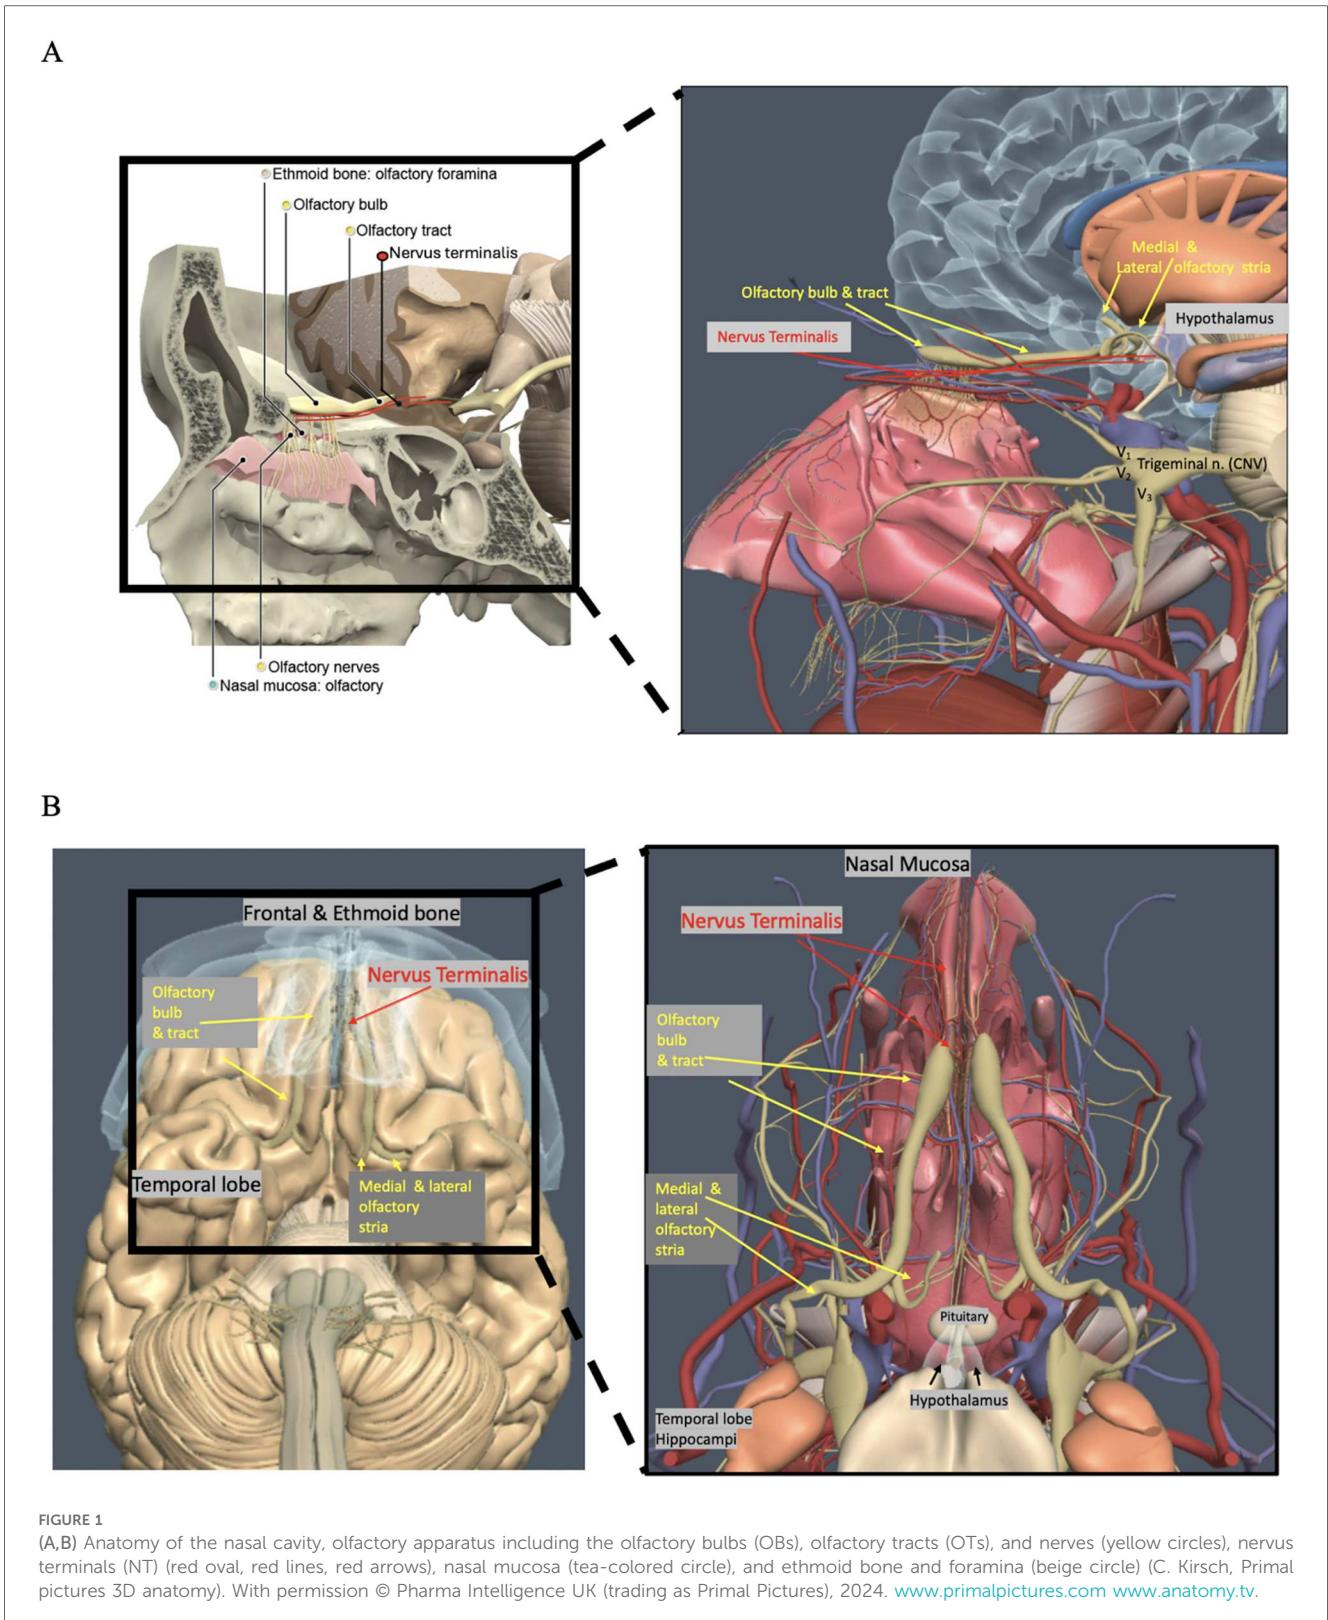 A
Ethmoid bone: olfactory foramina
Olfactory bulb
Olfactory tract
Nervus terminalis
Olfactory nerves
Nasal mucosa: olfactory
Medial &
Lateral olfactory stria
Olfactory bulb & tract
Hypothalamus
Nervus Terminalis
V1
V2
Trigeminal n. (CNV)
V3
B
Frontal & Ethmoid bone
Nervus Terminalis
Olfactory
bulb
& tract
Temporal lobe
Medial & lateral
olfactory
stria
Nasal Mucosa
Nervus Terminalis
Olfactory
bulb
& tract
Medial &
lateral
olfactory
stria
Pituitary
Hypothalamus
Temporal lobe
Hippocampi
FIGURE 1
(A,B) Anatomy of the nasal cavity, olfactory apparatus including the olfactory bulbs (OBs), olfactory tracts (OTs), and nerves (yellow circles), nervus
terminals (NT) (red oval, red lines, red arrows), nasal mucosa (tea-colored circle), and ethmoid bone and foramina (beige circle) (C. Kirsch, Primal
pictures 3D anatomy). With permission © Pharma Intelligence UK (trading as Primal Pictures), 2024. www.primalpictures.com www.anatomy.tv.